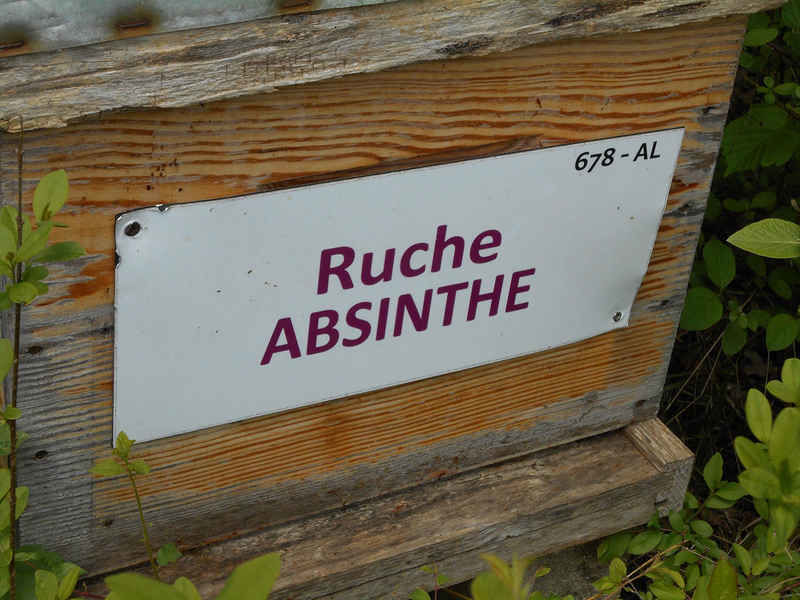 678 - AL
Ruche
ABSINTHE